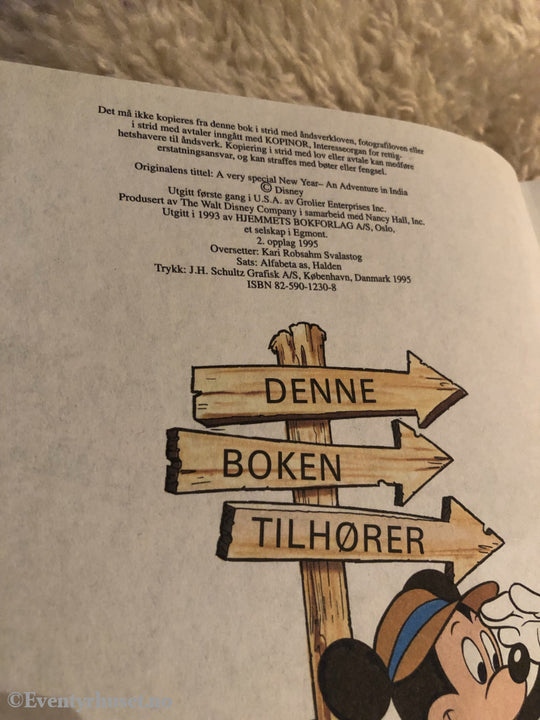 Det må ikke kopieres fra denne bok i strid med åndsverkloven, fotografiloven eller
i strid med avtaler inngått med KOPINOR, Interesseorgan for rettig-
hetshavere til åndsverk. Kopiering i strid med lov eller avtale kan medføre
erstatningsansvar, og kan straffes med bøter eller fengsel.
Originalens tittel: A very special New Year– An Adventure in India
© Disney
Utgitt første gang i U.S.A. av Grolier Enterprises Inc.
Produsert av The Walt Disney Company i samarbeid med Nancy Hall, Inc.
Utgitt i 1993 av HJEMMETS BOKFORLAG A/S, Oslo,
et selskap i Egmont.
2. opplag 1995
Oversetter: Kari Robsahm Svalastog
Sats: Alfabeta as, Halden
Trykk: J.H. Schultz Grafisk A/S, København, Danmark 1995
ISBN 82-590-1230-8
DENNE
BOKEN
TILHØRER